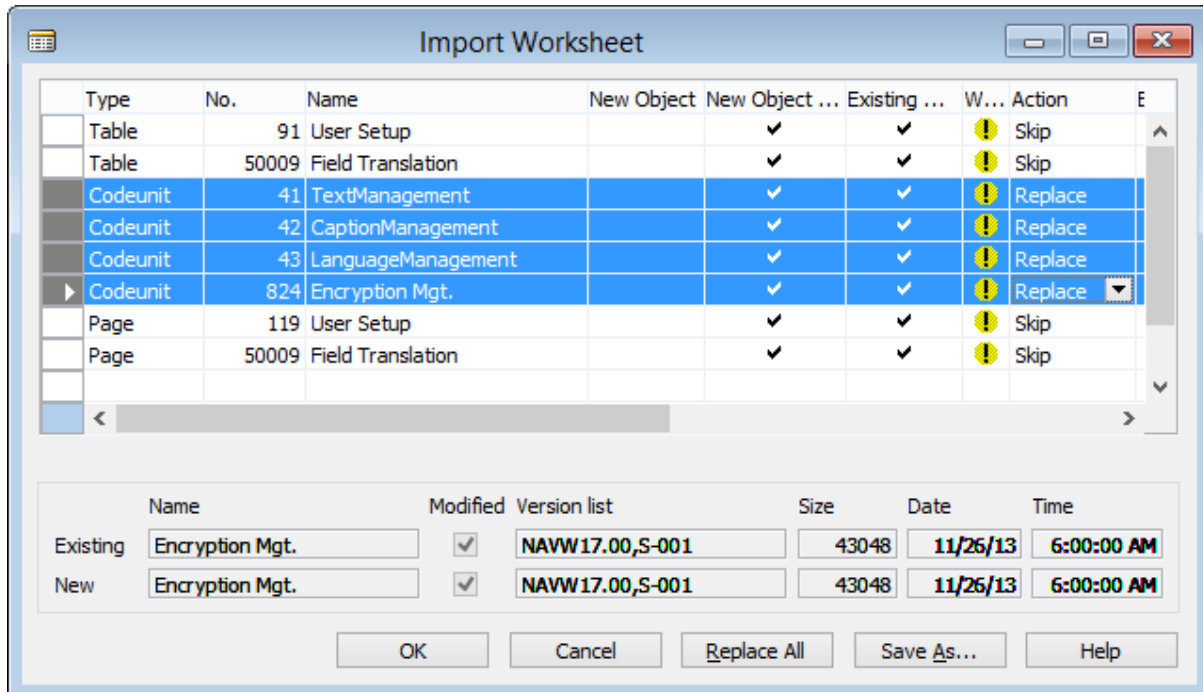 Import Worksheet
Type No. Name New Object New Object ... Existing ... W... Action E
Table 91 User Setup Skip
Table 50009 Field Translation Skip
Codeunit 41 TextManagement Replace
Codeunit 42 CaptionManagement Replace
Codeunit 43 LanguageManagement Replace
Codeunit 824 Encryption Mgt. Replace
Page 119 User Setup Skip
Page 50009 Field Translation Skip
Name Modified Version list Size Date Time
Existing Encryption Mgt. NAVW17.00,S-001 43048 11/26/13 6:00:00 AM
New Encryption Mgt. NAVW17.00,S-001 43048 11/26/13 6:00:00 AM
OK Cancel Replace All Save As... Help